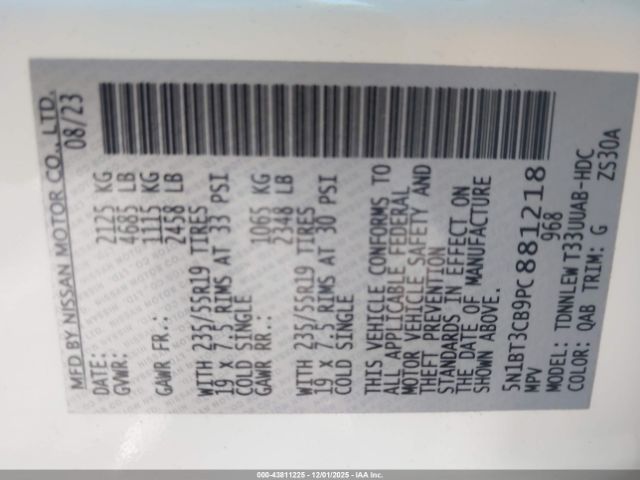 MFD BY NISSAN MOTOR CO., LTD.
DATE: 08/23
GVWR: 2125 KG
4685 LB
GAWR FR.: 1115 KG
2458 LB
WITH 235/55R19 TIRES
19 x 7.5 RIMS AT 33 PSI
COLD SINGLE
GAWR RR.: 1065 KG
2348 LB
WITH 235/55R19 TIRES
19 x 7.5 RIMS AT 30 PSI
COLD SINGLE
THIS VEHICLE CONFORMS TO
ALL APPLICABLE FEDERAL
MOTOR VEHICLE SAFETY AND
THEFT PREVENTION
STANDARDS IN EFFECT ON
THE DATE OF MANUFACTURE
SHOWN ABOVE.
5N1BT3CB9PC881218
MPV 968
MODEL: TDNNLEW T33UUAB-HDC
COLOR: QAB TRIM: G ZS30A
000-43811225 - 12/01/2025 - IAAI.com